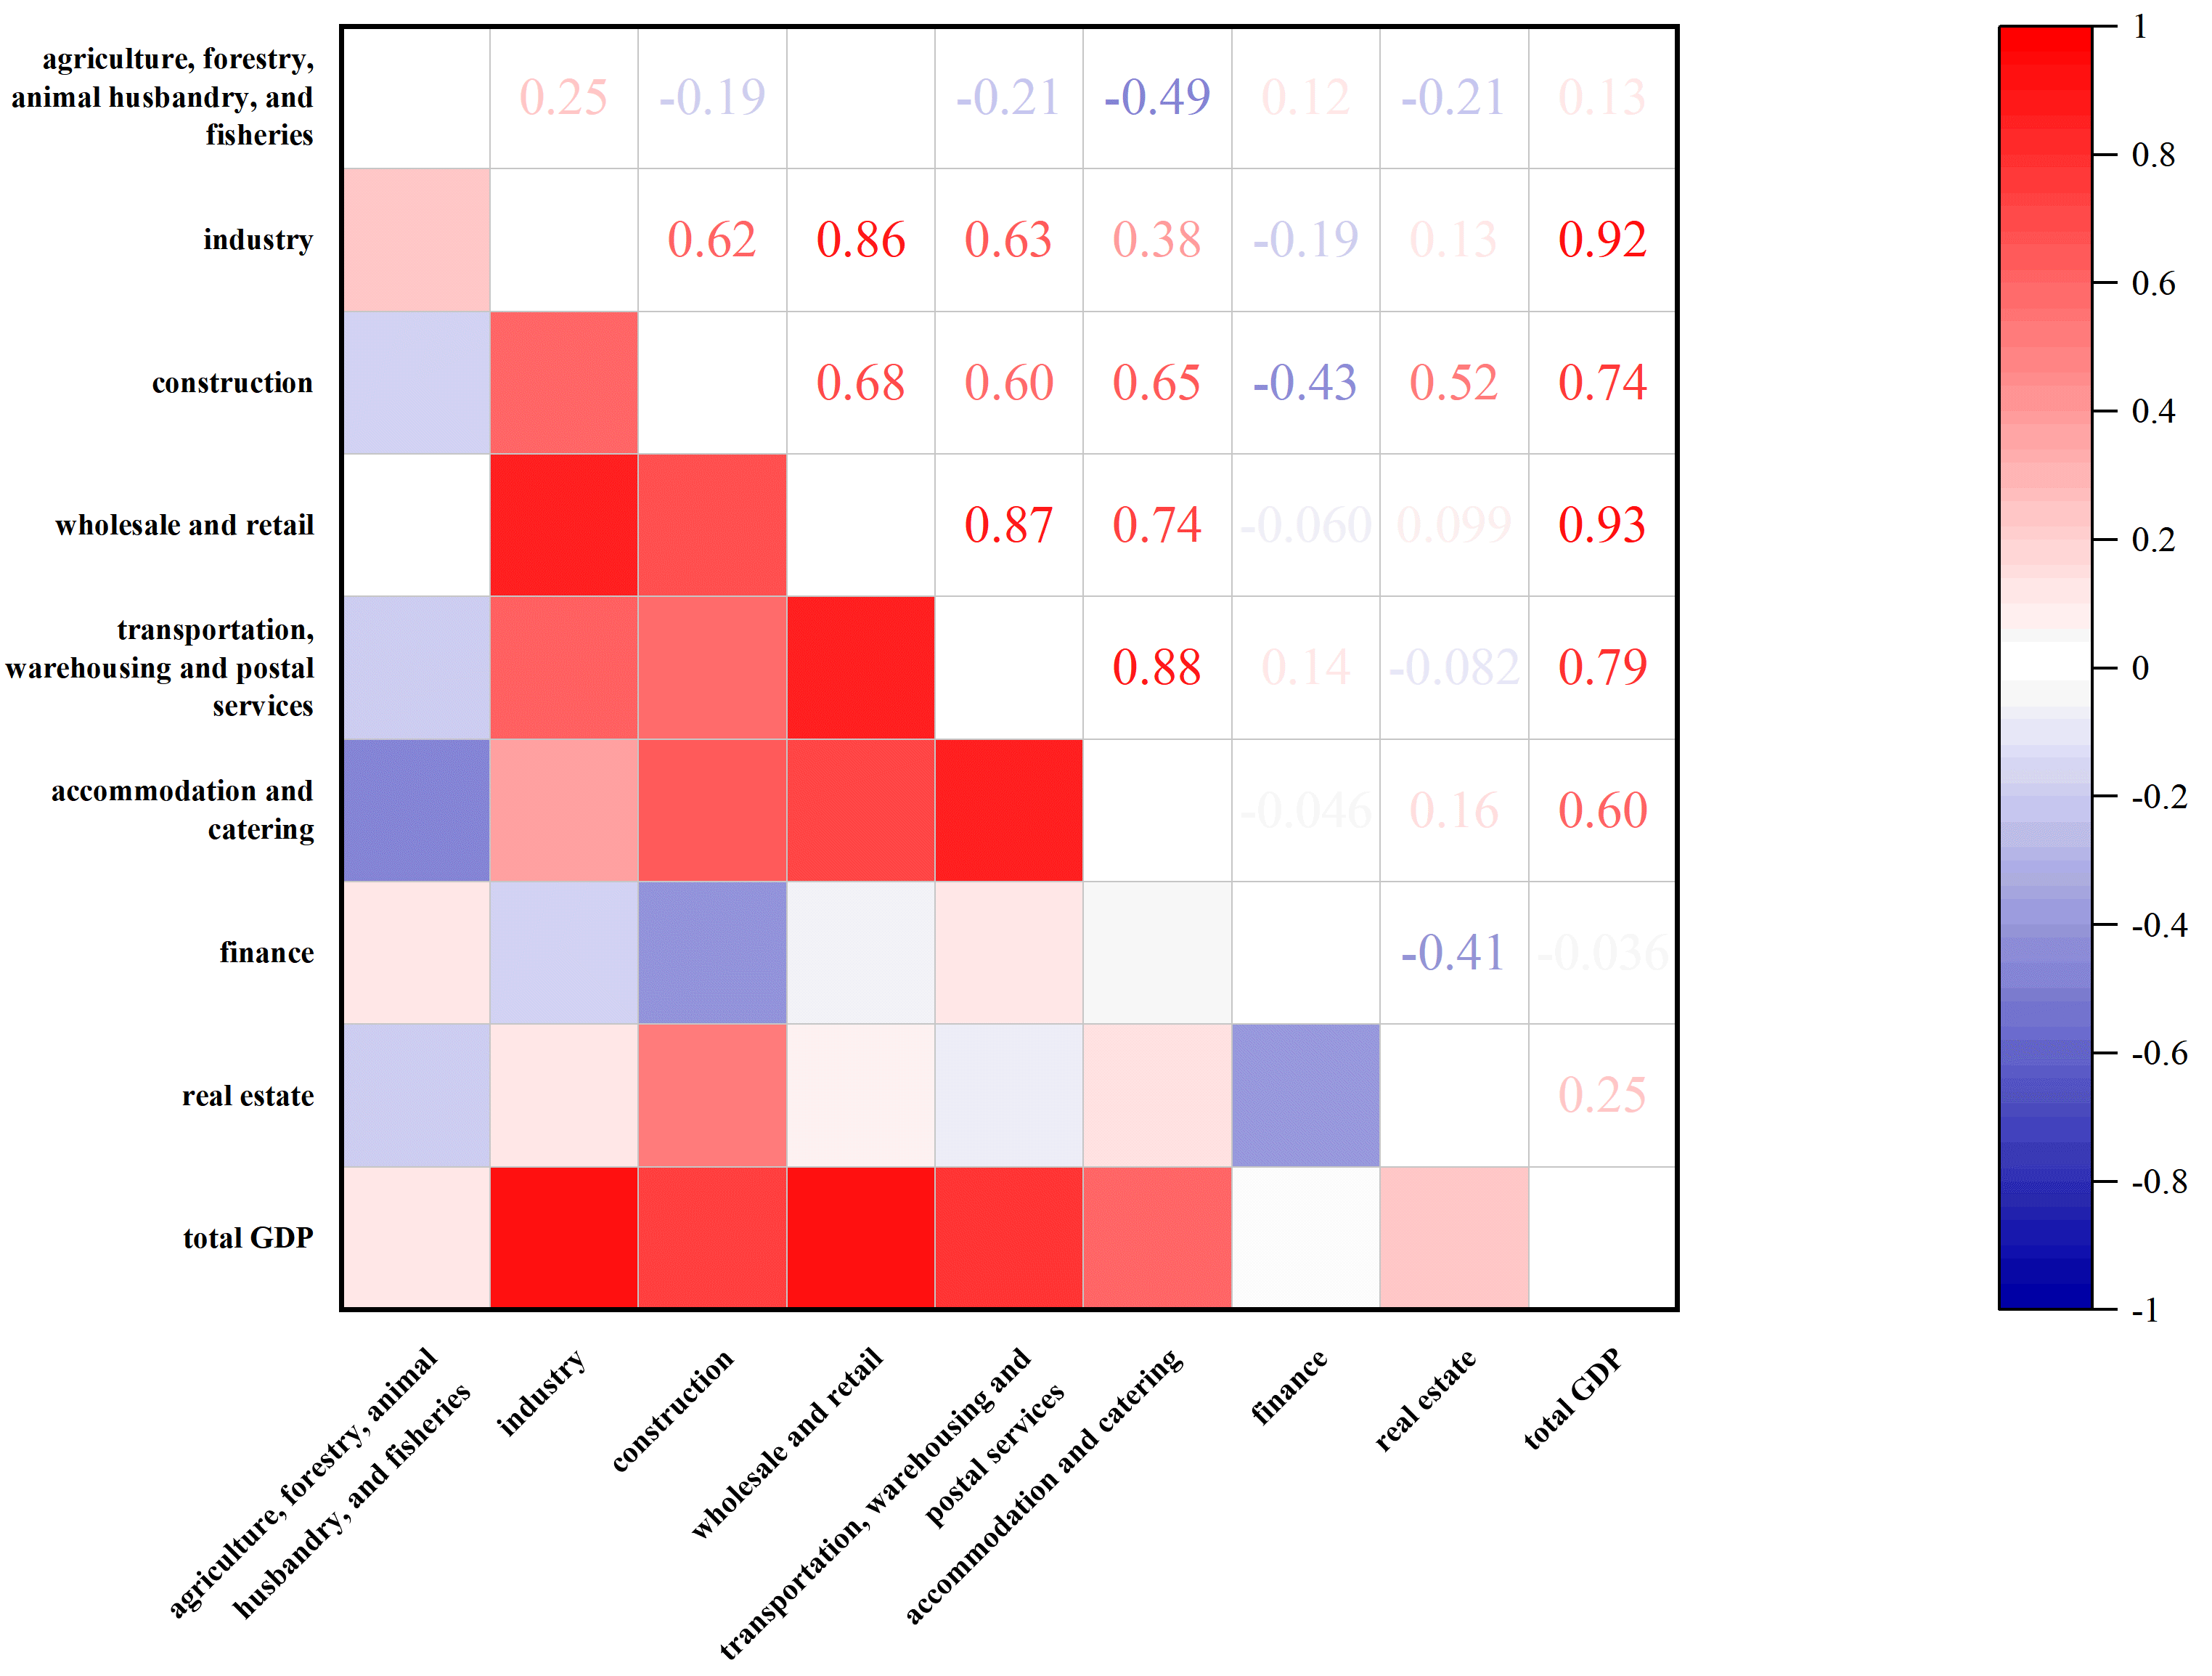 agriculture, forestry,
animal husbandry, and
fisheries
0.25 -0.19 -0.21 -0.49 0.12 -0.21 0.13
industry
0.62 0.86 0.63 0.38 -0.19 0.13 0.92
construction
0.68 0.60 0.65 -0.43 0.52 0.74
wholesale and retail
0.87 0.74 -0.060 0.099 0.93
transportation,
warehousing and postal
services
0.88 0.14 -0.082 0.79
accommodation and
catering
-0.046 0.16 0.60
finance
-0.41 -0.036
real estate
0.25
total GDP
agriculture, forestry, animal
husbandry, and fisheries
industry
construction
wholesale and retail
transportation, warehousing and
postal services
accommodation and catering
finance
real estate
total GDP
1
0.8
0.6
0.4
0.2
0
-0.2
-0.4
-0.6
-0.8
-1